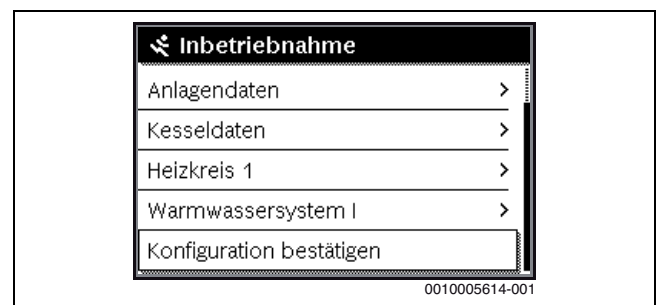 Inbetriebnahme
Anlagendaten >
Kesseldaten >
Heizkreis 1 >
Warmwassersystem I >
Konfiguration bestätigen
0010005614-001